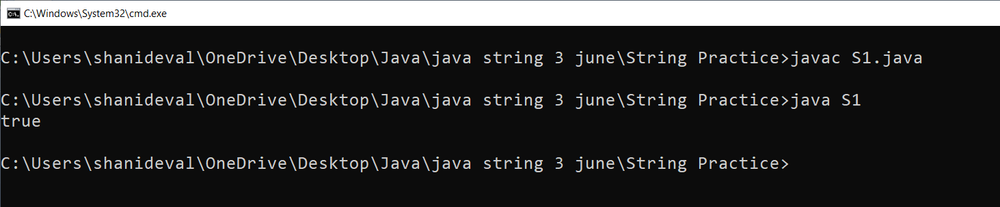 C:\Windows\System32\cmd.exe
C:\Users\shanideval\OneDrive\Desktop\Java\java string 3 june\String Practice>javac S1.java
C:\Users\shanideval\OneDrive\Desktop\Java\java string 3 june\String Practice>java S1
true
C:\Users\shanideval\OneDrive\Desktop\Java\java string 3 june\String Practice>